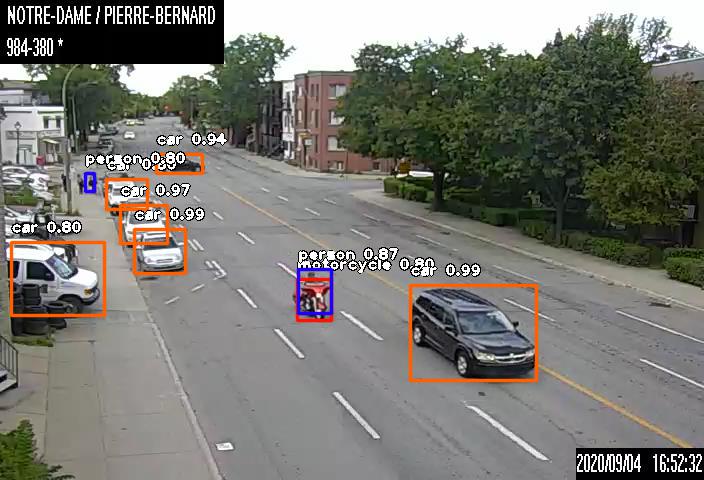 NOTRE-DAME / PIERRE-BERNARD
984-380 *
car 0.94
person 0.80
car 0.97
car 0.99
car 0.80
person 0.87
motorcycle 0.80
car 0.99
2020/09/04 16:52:32